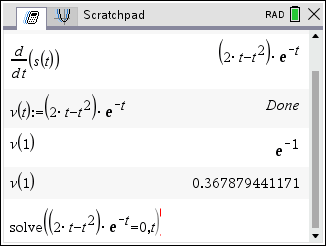 Scratchpad RAD
d/dt(s(t)) (2·t−t²)·e⁻ᵗ
v(t):=(2·t−t²)·e⁻ᵗ Done
v(1) e⁻¹
v(1) 0.367879441171
solve((2·t−t²)·e⁻ᵗ=0,t)